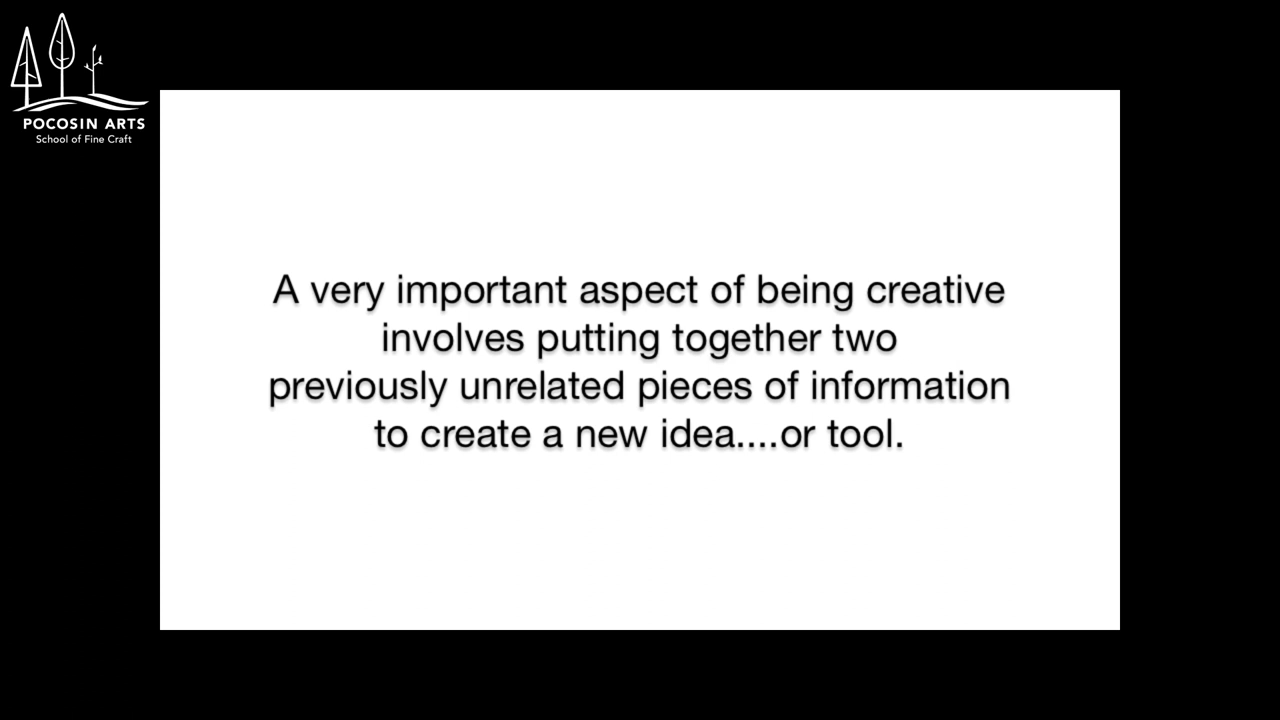 POCOSIN ARTS
School of Fine Craft
A very important aspect of being creative
involves putting together two
previously unrelated pieces of information
to create a new idea....or tool.